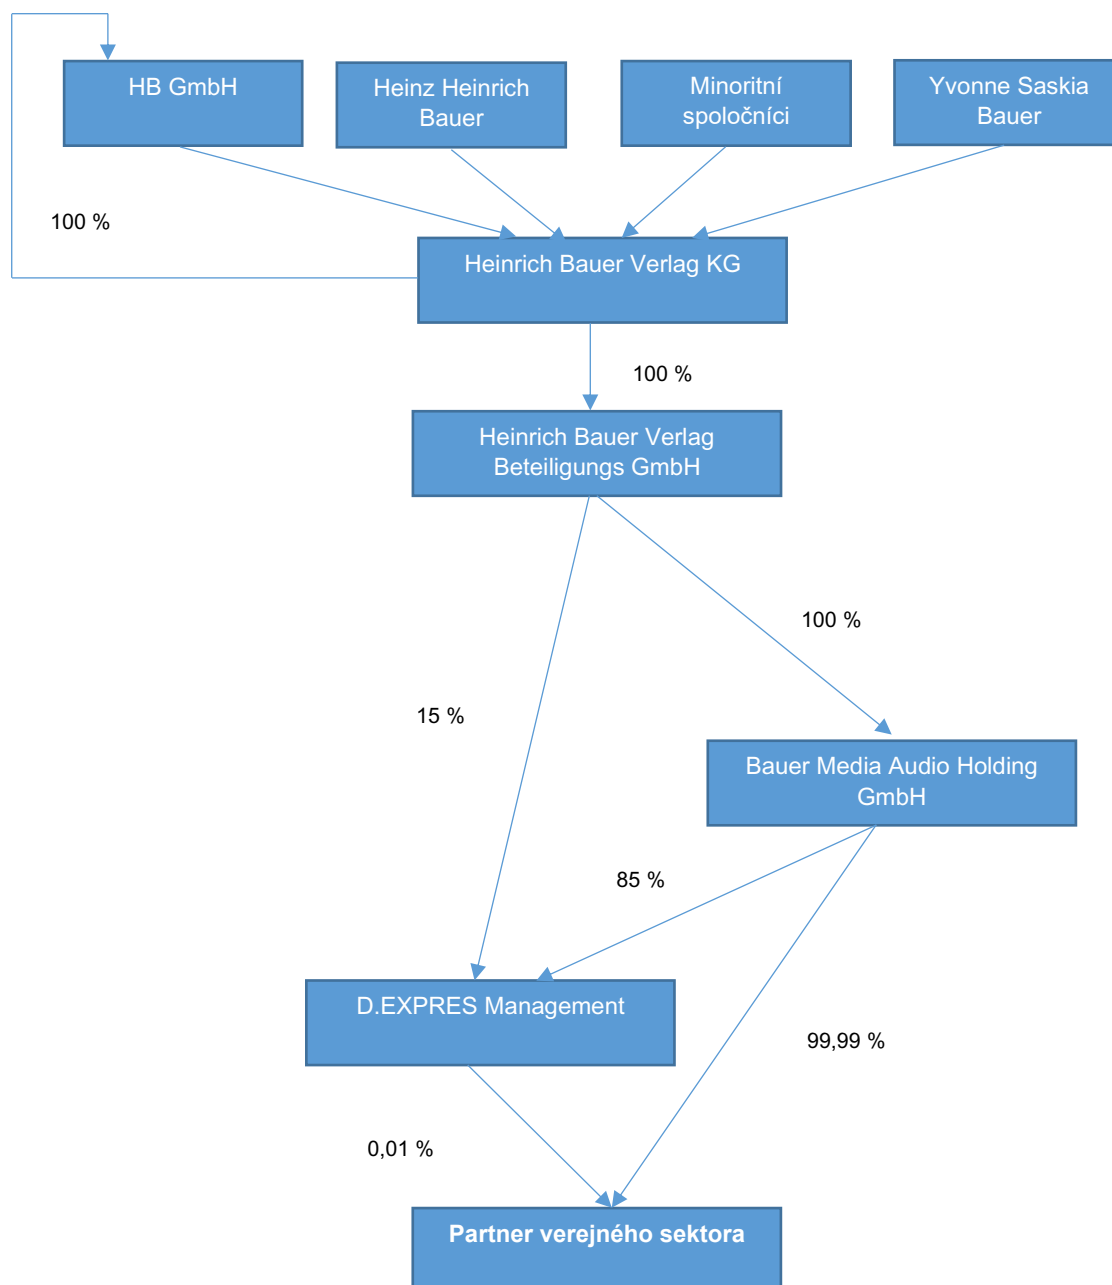 HB GmbH
Heinz Heinrich
Bauer
Minoritní
spoločníci
Yvonne Saskia
Bauer
100 %
Heinrich Bauer Verlag KG
100 %
Heinrich Bauer Verlag
Beteiligungs GmbH
100 %
15 %
Bauer Media Audio Holding
GmbH
85 %
D.EXPRES Management
99,99 %
0,01 %
Partner verejného sektora